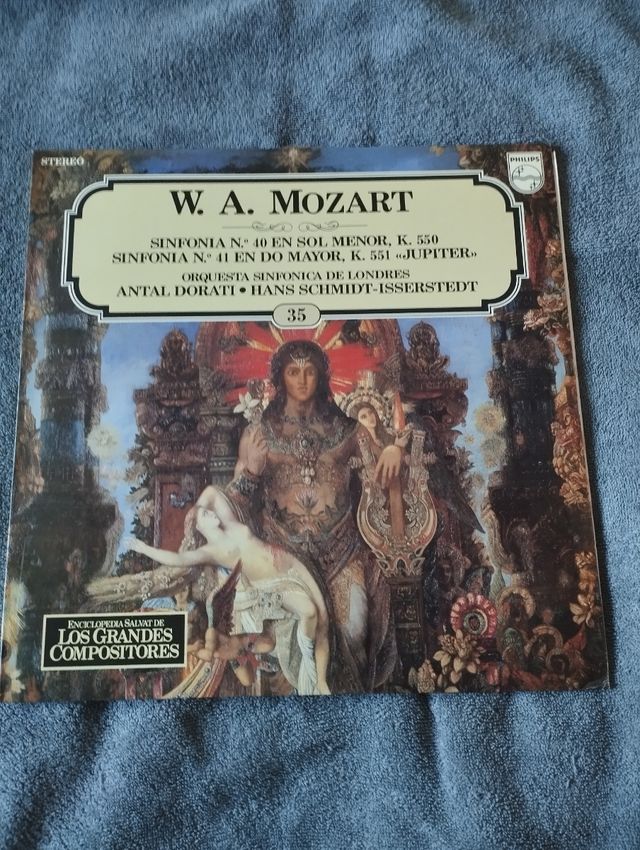 STEREO
PHILIPS
W. A. MOZART
SINFONIA N.º 40 EN SOL MENOR, K. 550
SINFONIA N.º 41 EN DO MAYOR, K. 551 «JUPITER»
ORQUESTA SINFONICA DE LONDRES
ANTAL DORATI • HANS SCHMIDT-ISSERSTEDT
35
ENCICLOPEDIA SALVAT DE
LOS GRANDES
COMPOSITORES